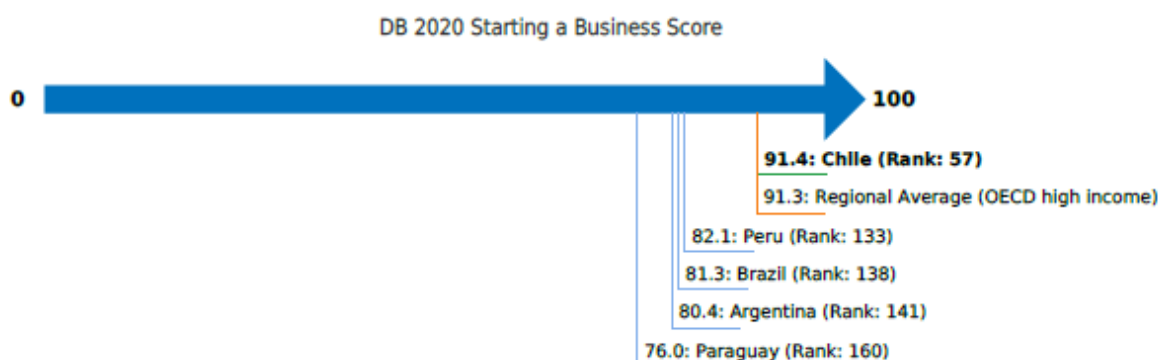 DB 2020 Starting a Business Score
0
100
91.4: Chile (Rank: 57)
91.3: Regional Average (OECD high income)
82.1: Peru (Rank: 133)
81.3: Brazil (Rank: 138)
80.4: Argentina (Rank: 141)
76.0: Paraguay (Rank: 160)